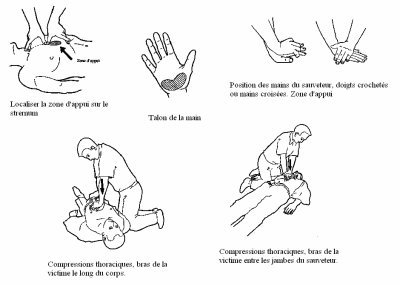 Zone d'appui
Localiser la zone d'appui sur le
strernum
Talon de la main
Position des mains du sauveteur, doigts crochetés
ou mains croisées. Zone d'appui
Compressions thoraciques, bras de la
victime le long du corps.
Compressions thoraciques, bras de la
victime entre les jambes du sauveteur.